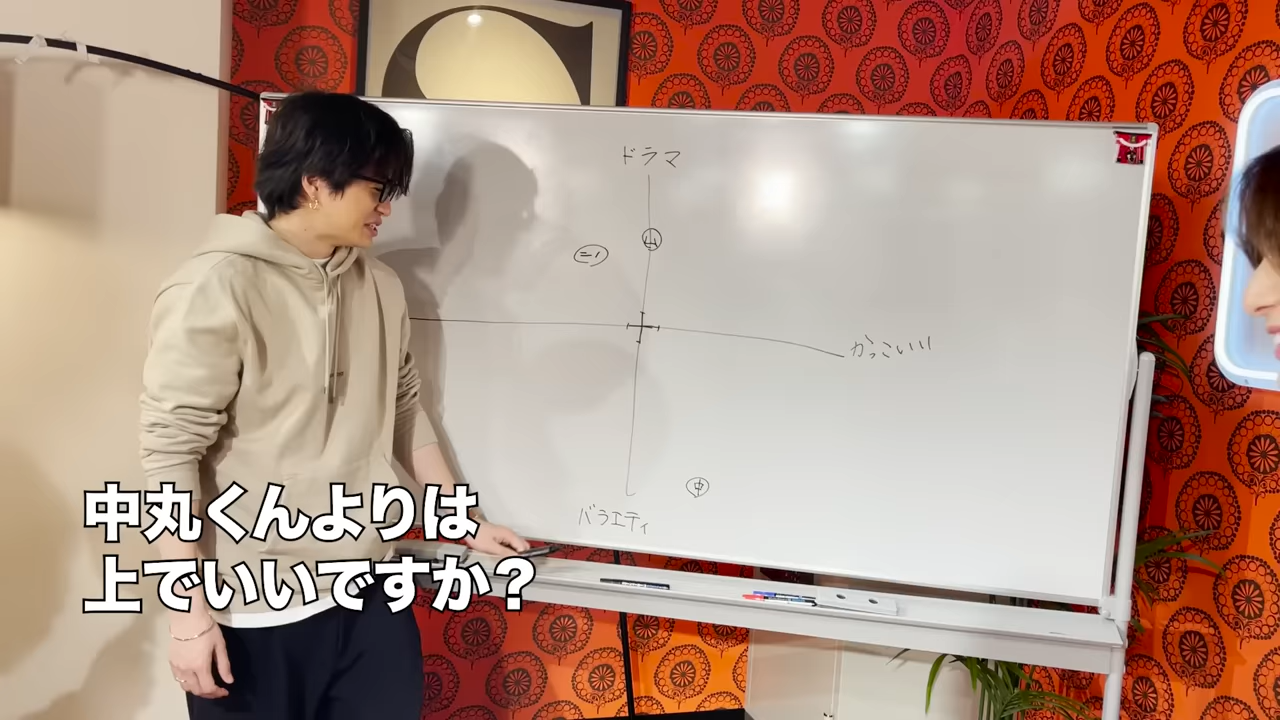 ドラマ
山
ニノ
かっこいい
中
バラエティ
中丸くんよりは
上でいいですか?